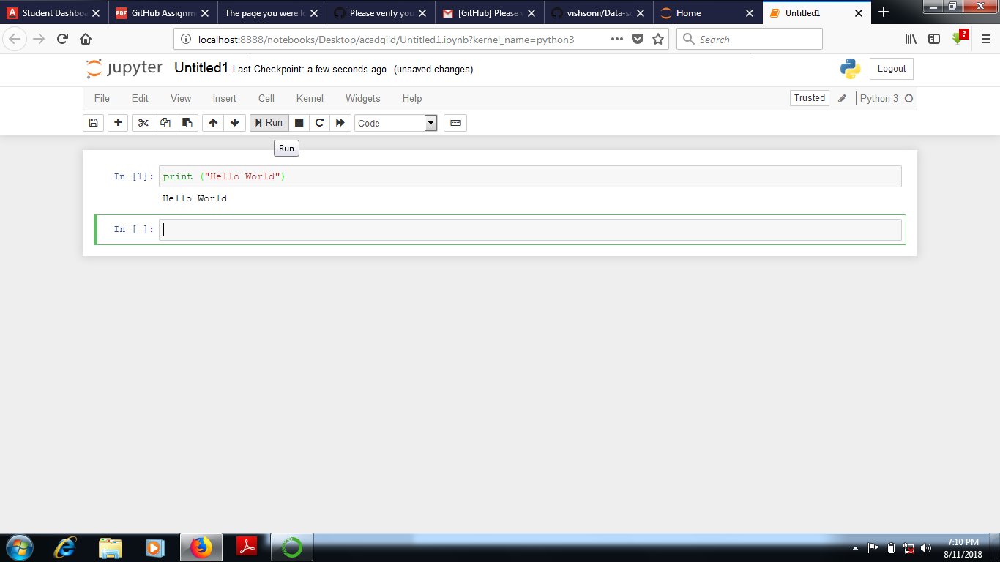 Student Dashboa
GitHub Assignm
The page you were lo
Please verify you
[GitHub] Please v
vishsonii/Data-sc
Home
Untitled1
localhost:8888/notebooks/Desktop/acadgild/Untitled1.ipynb?kernel_name=python3
Search
jupyter Untitled1 Last Checkpoint: a few seconds ago (unsaved changes)
Logout
File Edit View Insert Cell Kernel Widgets Help
Trusted
Python 3
Run
Code
Run
In [1]: print ("Hello World")
Hello World
In [ ]:
7:10 PM
8/11/2018